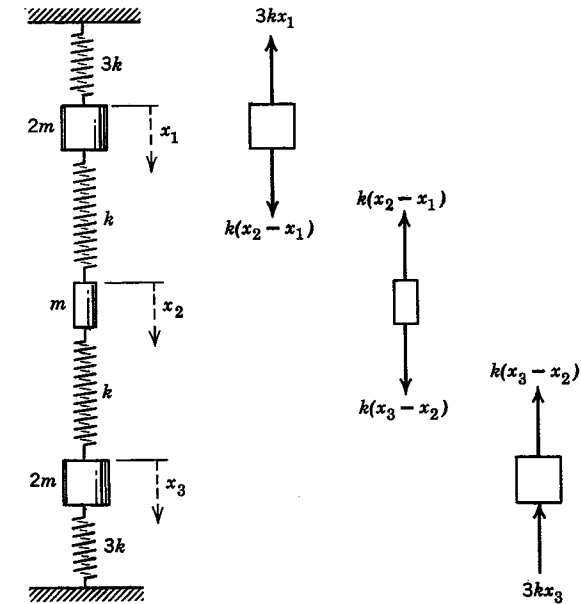 3k
2m
x₁
k
m
x₂
k
2m
x₃
3k
3kx₁
k(x₂ − x₁)
k(x₂ − x₁)
k(x₃ − x₂)
k(x₃ − x₂)
3kx₃